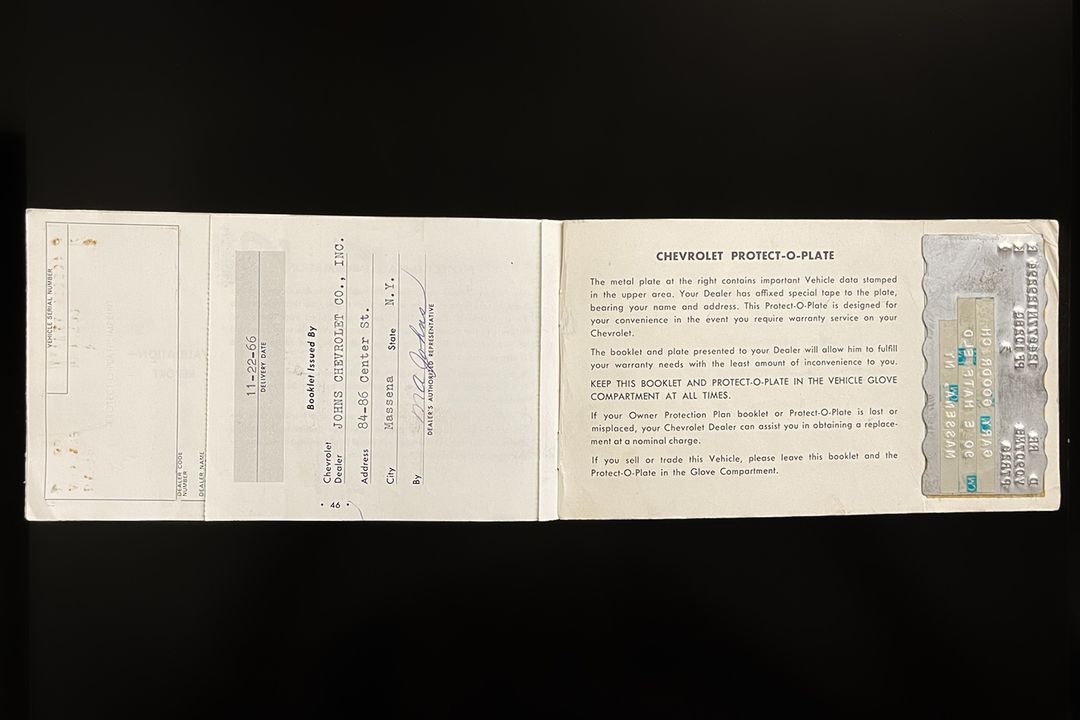 VEHICLE SERIAL NUMBER
DEALER CODE
NUMBER
DEALER NAME
11-22-66
DELIVERY DATE
Booklet Issued By
Chevrolet
Dealer JOHNS CHEVROLET CO., INC.
Address 84-86 Center St.
City Massena State N.Y.
By
DEALER'S AUTHORIZED REPRESENTATIVE
• 46 •
CHEVROLET PROTECT-O-PLATE
The metal plate at the right contains important Vehicle data stamped
in the upper area. Your Dealer has affixed special tape to the plate,
bearing your name and address. This Protect-O-Plate is designed for
your convenience in the event you require warranty service on your
Chevrolet.
The booklet and plate presented to your Dealer will allow him to fulfill
your warranty needs with the least amount of inconvenience to you.
KEEP THIS BOOKLET AND PROTECT-O-PLATE IN THE VEHICLE GLOVE
COMPARTMENT AT ALL TIMES.
If your Owner Protection Plan booklet or Protect-O-Plate is lost or
misplaced, your Chevrolet Dealer can assist you in obtaining a replace-
ment at a nominal charge.
If you sell or trade this Vehicle, please leave this booklet and the
Protect-O-Plate in the Glove Compartment.
GARY
E HATFIELD
MASSENA, NY